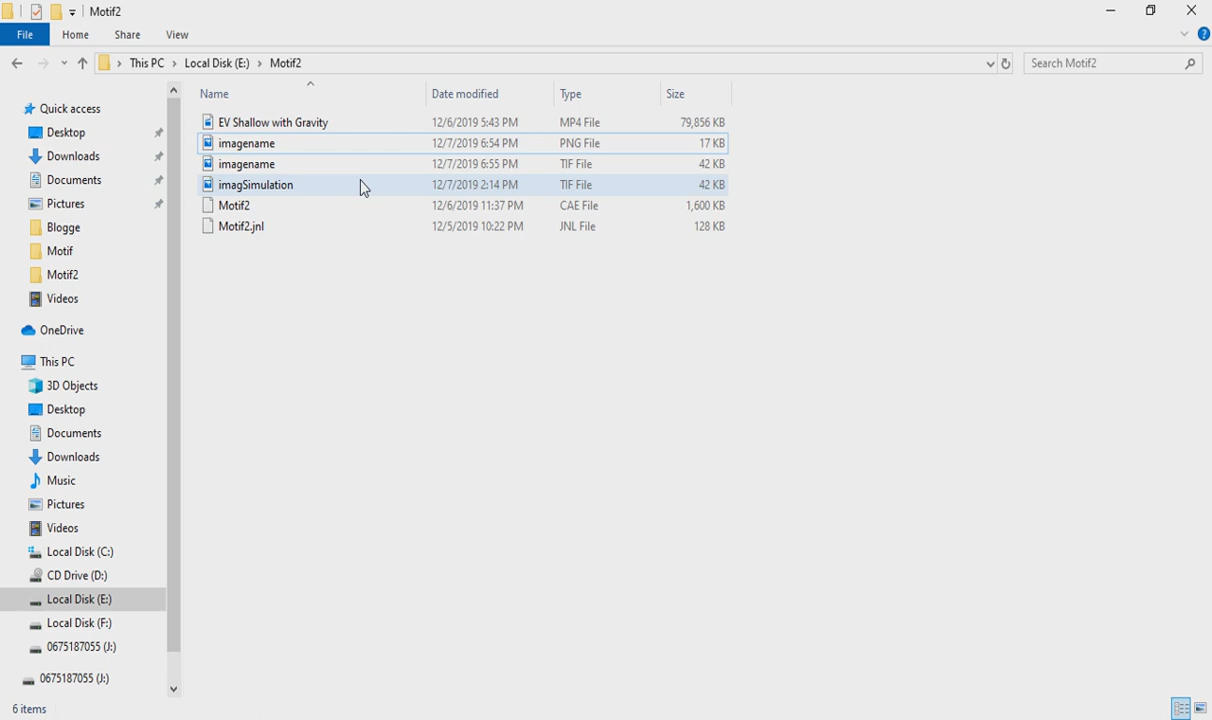 Motif2
File Home Share View
This PC Local Disk (E:) Motif2 Search Motif2
Name Date modified Type Size
EV Shallow with Gravity 12/6/2019 5:43 PM MP4 File 79,856 KB
imagename 12/7/2019 6:54 PM PNG File 17 KB
imagename 12/7/2019 6:55 PM TIF File 42 KB
imagSimulation 12/7/2019 2:14 PM TIF File 42 KB
Motif2 12/6/2019 11:37 PM CAE File 1,600 KB
Motif2.jnl 12/5/2019 10:22 PM JNL File 128 KB
Quick access
Desktop
Downloads
Documents
Pictures
Blogge
Motif
Motif2
Videos
OneDrive
This PC
3D Objects
Desktop
Documents
Downloads
Music
Pictures
Videos
Local Disk (C:)
CD Drive (D:)
Local Disk (E:)
Local Disk (F:)
0675187055 (J:)
0675187055 (J:)
6 items